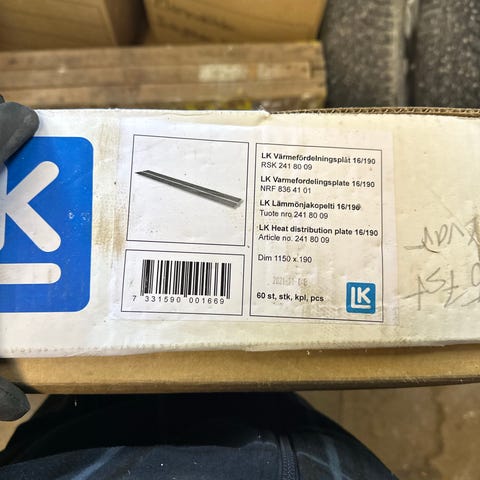 LK
LK Värmefördelningsplåt 16/190
RSK 241 80 09
LK Varmefordelingsplate 16/190
NRF 836 41 01
LK Lämmönjakopelti 16/190
Tuote nro 241 80 09
LK Heat distribution plate 16/190
Article no. 241 80 09
Dim 1150 x 190
60 st, stk, kpl, pcs
LK
7 331590 001669